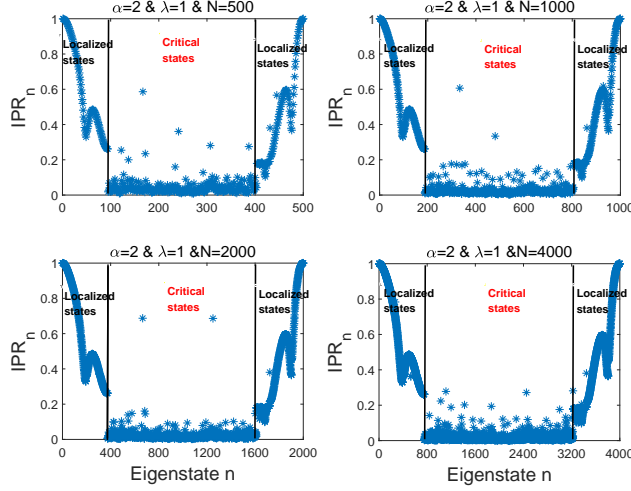 α=2 & λ=1 & N=500
IPRn
1
0.8
0.6
0.4
0.2
0
Localized
states
Critical
states
Localized
states
0 100 200 300 400 500
α=2 & λ=1 & N=1000
IPRn
1
0.8
0.6
0.4
0.2
0
Localized
states
Critical
states
Localized
states
0 200 400 600 800 1000
α=2 & λ=1 &N=2000
IPRn
1
0.8
0.6
0.4
0.2
0
Localized
states
Critical
states
Localized
states
0 400 800 1200 1600 2000
Eigenstate n
α=2 & λ=1 &N=4000
IPRn
1
0.8
0.6
0.4
0.2
0
Localized
states
Critical
states
Localized
states
0 800 1600 2400 3200 4000
Eigenstate n